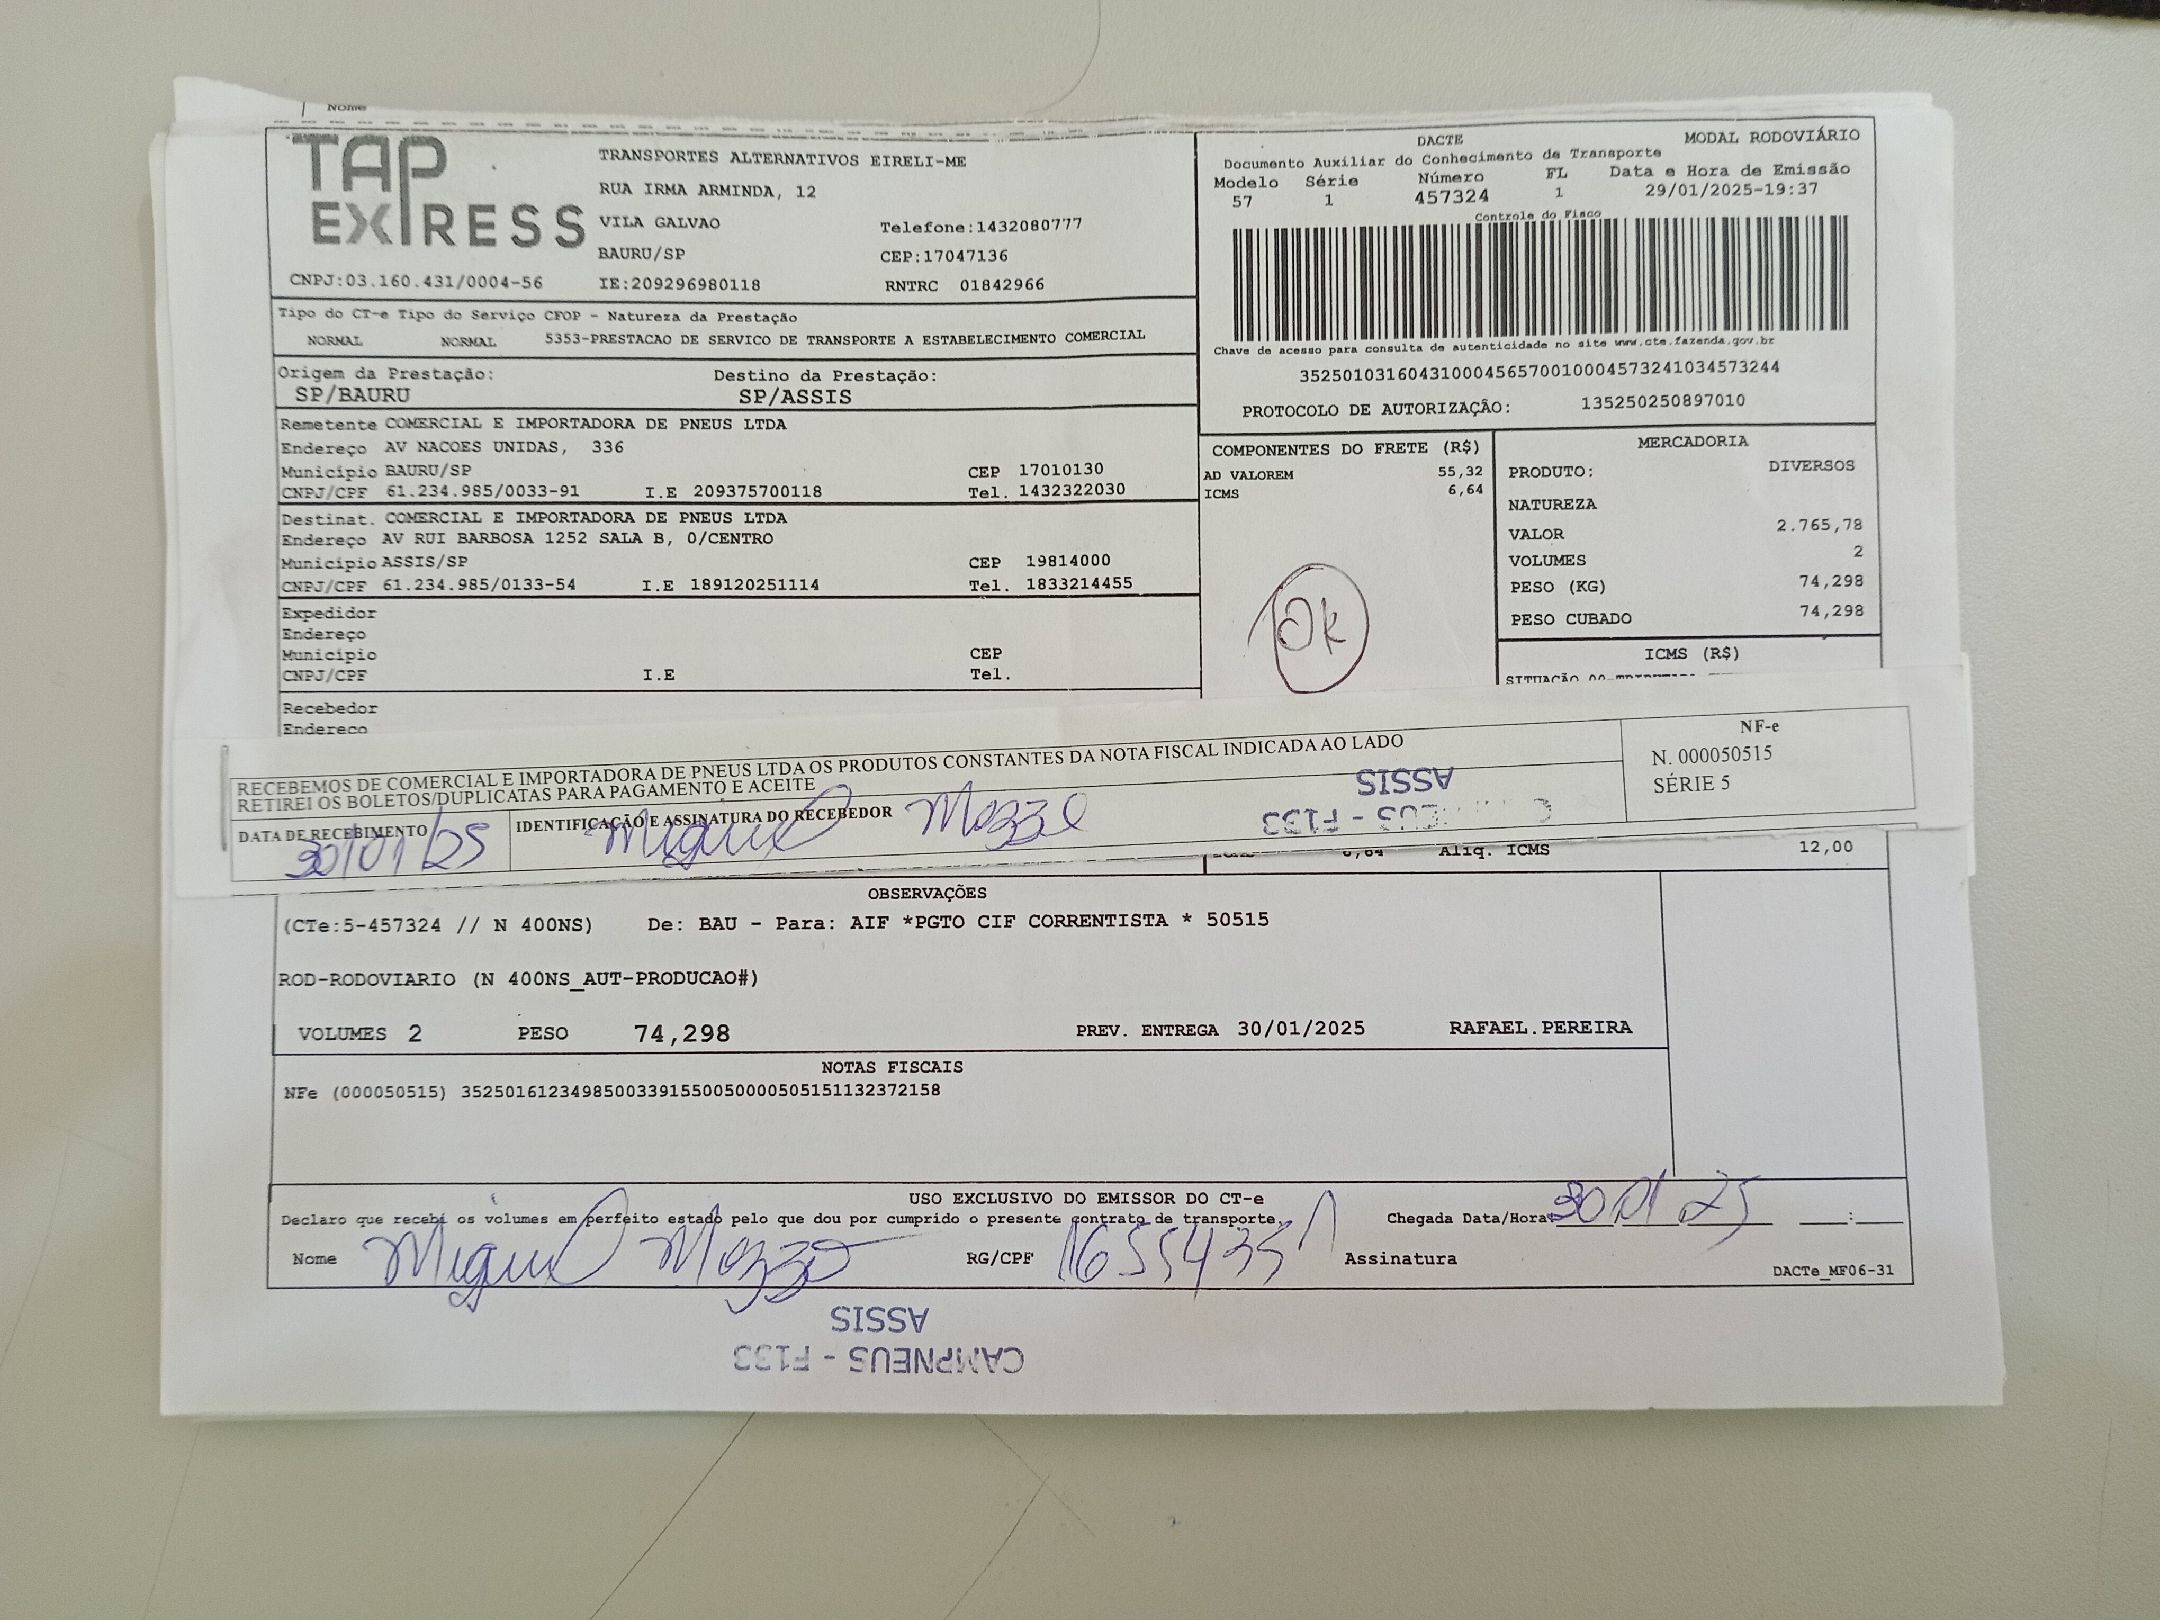 Nome
TAP EXPRESS
TRANSPORTES ALTERNATIVOS EIRELI-ME
RUA IRMA ARMINDA, 12
VILA GALVAO Telefone:1432080777
BAURU/SP CEP:17047136
CNPJ:03.160.431/0004-56 IE:209296980118 RNTRC 01842966
DACTE MODAL RODOVIÁRIO
Documento Auxiliar do Conhecimento de Transporte
Modelo Série Número FL Data e Hora de Emissão
57 1 457324 1 29/01/2025-19:37
Controle do Fisco
Chave de acesso para consulta de autenticidade no site www.cte.fazenda.gov.br
35250103160431000456570010004573241034573244
PROTOCOLO DE AUTORIZAÇÃO: 135250250897010
Tipo do CT-e Tipo do Serviço CFOP - Natureza da Prestação
NORMAL NORMAL 5353-PRESTACAO DE SERVICO DE TRANSPORTE A ESTABELECIMENTO COMERCIAL
Origem da Prestação: Destino da Prestação:
SP/BAURU SP/ASSIS
Remetente COMERCIAL E IMPORTADORA DE PNEUS LTDA
Endereço AV NACOES UNIDAS, 336
Município BAURU/SP CEP 17010130
CNPJ/CPF 61.234.985/0033-91 I.E 209375700118 Tel. 1432322030
Destinat. COMERCIAL E IMPORTADORA DE PNEUS LTDA
Endereço AV RUI BARBOSA 1252 SALA B, 0/CENTRO
Município ASSIS/SP CEP 19814000
CNPJ/CPF 61.234.985/0133-54 I.E 189120251114 Tel. 1833214455
Expedidor
Endereço
Município CEP
CNPJ/CPF I.E Tel.
Recebedor
Endereço
COMPONENTES DO FRETE (R$)
AD VALOREM 55,32
ICMS 6,64
Ok
MERCADORIA
PRODUTO: DIVERSOS
NATUREZA
VALOR 2.765,78
VOLUMES 2
PESO (KG) 74,298
PESO CUBADO 74,298
ICMS (R$)
RECEBEMOS DE COMERCIAL E IMPORTADORA DE PNEUS LTDA OS PRODUTOS CONSTANTES DA NOTA FISCAL INDICADA AO LADO
RETIREI OS BOLETOS/DUPLICATAS PARA PAGAMENTO E ACEITE
DATA DE RECEBIMENTO IDENTIFICAÇÃO E ASSINATURA DO RECEBEDOR
30/01/25 Miguel Mozzo
ASSIS
NF-e
N. 000050515
SÉRIE 5
Aliq. ICMS 12,00
OBSERVAÇÕES
(CTe:5-457324 // N 400NS) De: BAU - Para: AIF *PGTO CIF CORRENTISTA * 50515
ROD-RODOVIARIO (N 400NS_AUT-PRODUCAO#)
VOLUMES 2 PESO 74,298 PREV. ENTREGA 30/01/2025 RAFAEL.PEREIRA
NOTAS FISCAIS
NFe (000050515) 35250161234985003391550050000505151132372158
USO EXCLUSIVO DO EMISSOR DO CT-e
Declaro que recebi os volumes em perfeito estado pelo que dou por cumprido o presente contrato de transporte. Chegada Data/Hora: 30 01 25 :
Nome Miguel Mozzo RG/CPF Assinatura
DACTe_MF06-31
CAMPNEUS - F133
ASSIS